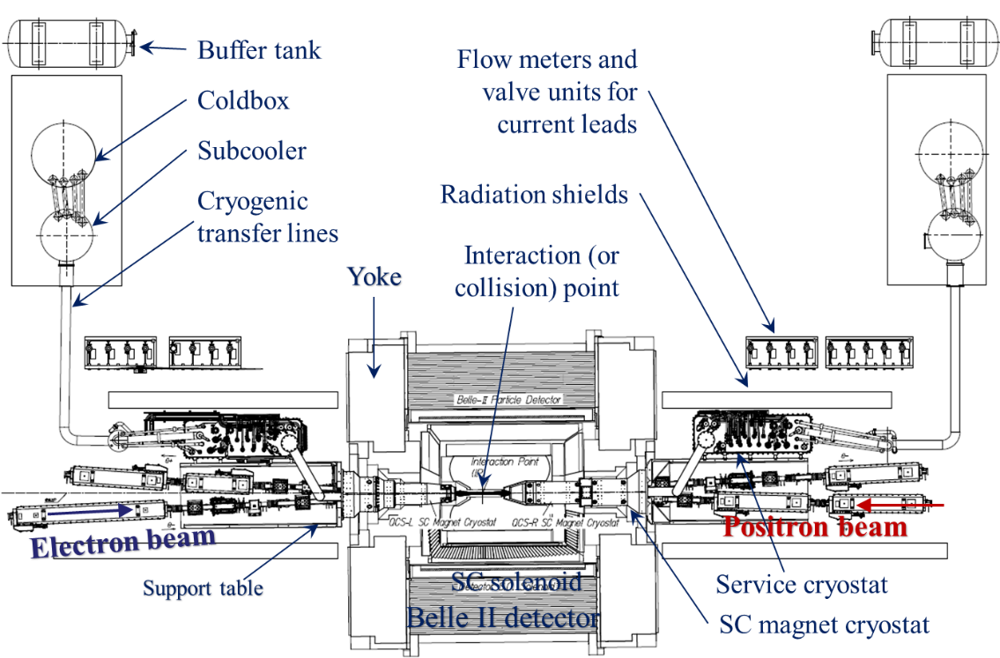 Buffer tank
Coldbox
Subcooler
Cryogenic
transfer lines
Flow meters and
valve units for
current leads
Radiation shields
Interaction (or
collision) point
Yoke
Belle-II Particle Detector
Interaction Point
(IP)
e+
e-
e-
QCS-L SC Magnet Cryostat
QCS-R SC Magnet Cryostat
Electron beam
Positron beam
Support table
SC solenoid
Belle II detector
Service cryostat
SC magnet cryostat